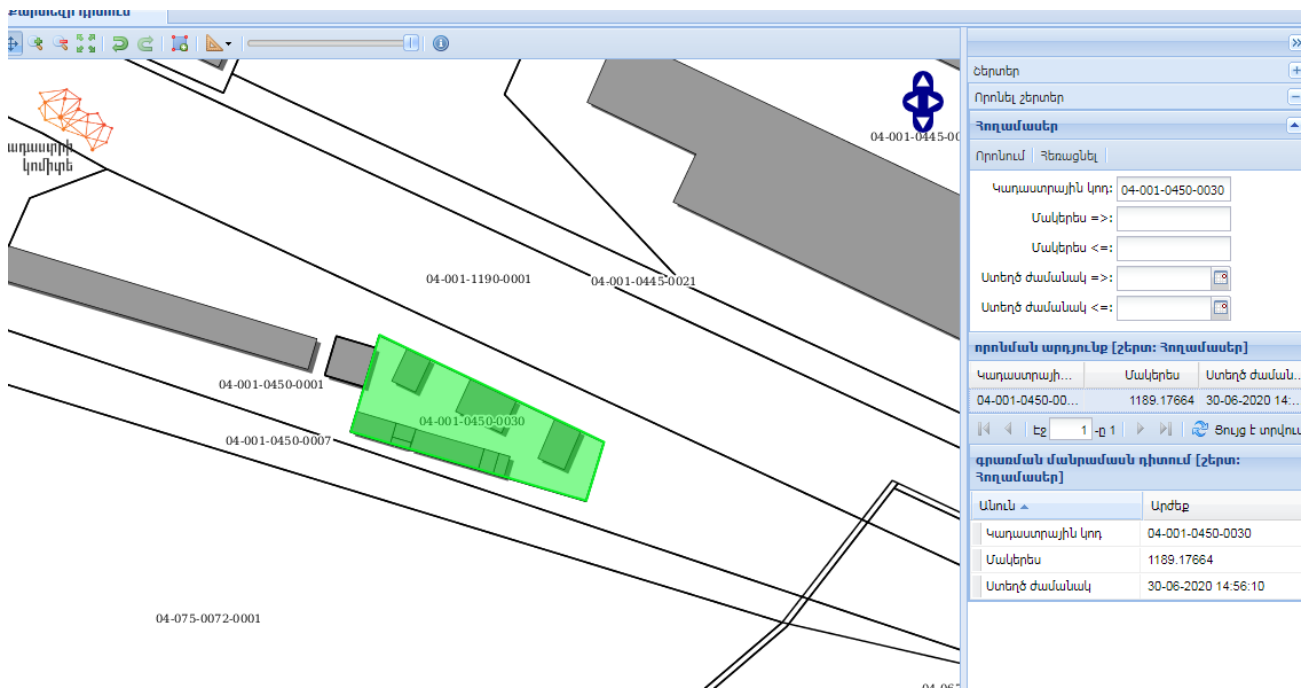 Քարտեզի դիտում
շերտեր
Որոնել շերտեր
Հողամասեր
Որոնում Հեռացնել
Կադաստրային կոդ: 04-001-0450-0030
Մակերես =>:
Մակերես <=:
Ստեղծ ժամանակ =>:
Ստեղծ ժամանակ <=:
որոնման արդյունք [շերտ: Հողամասեր]
Կադաստրայի... Մակերես Ստեղծ ժաման...
04-001-0450-00... 1189.17664 30-06-2020 14:...
Էջ 1 -ը 1 Ցույց է տրվում
գրառման մանրամասն դիտում [շերտ:
Հողամասեր]
Անուն Արժեք
Կադաստրային կոդ 04-001-0450-0030
Մակերես 1189.17664
Ստեղծ ժամանակ 30-06-2020 14:56:10
ադաստրի
կոմիտե
04-001-0445-00
04-001-1190-0001
04-001-0445-0021
04-001-0450-0001
04-001-0450-0030
04-001-0450-0007
04-075-0072-0001